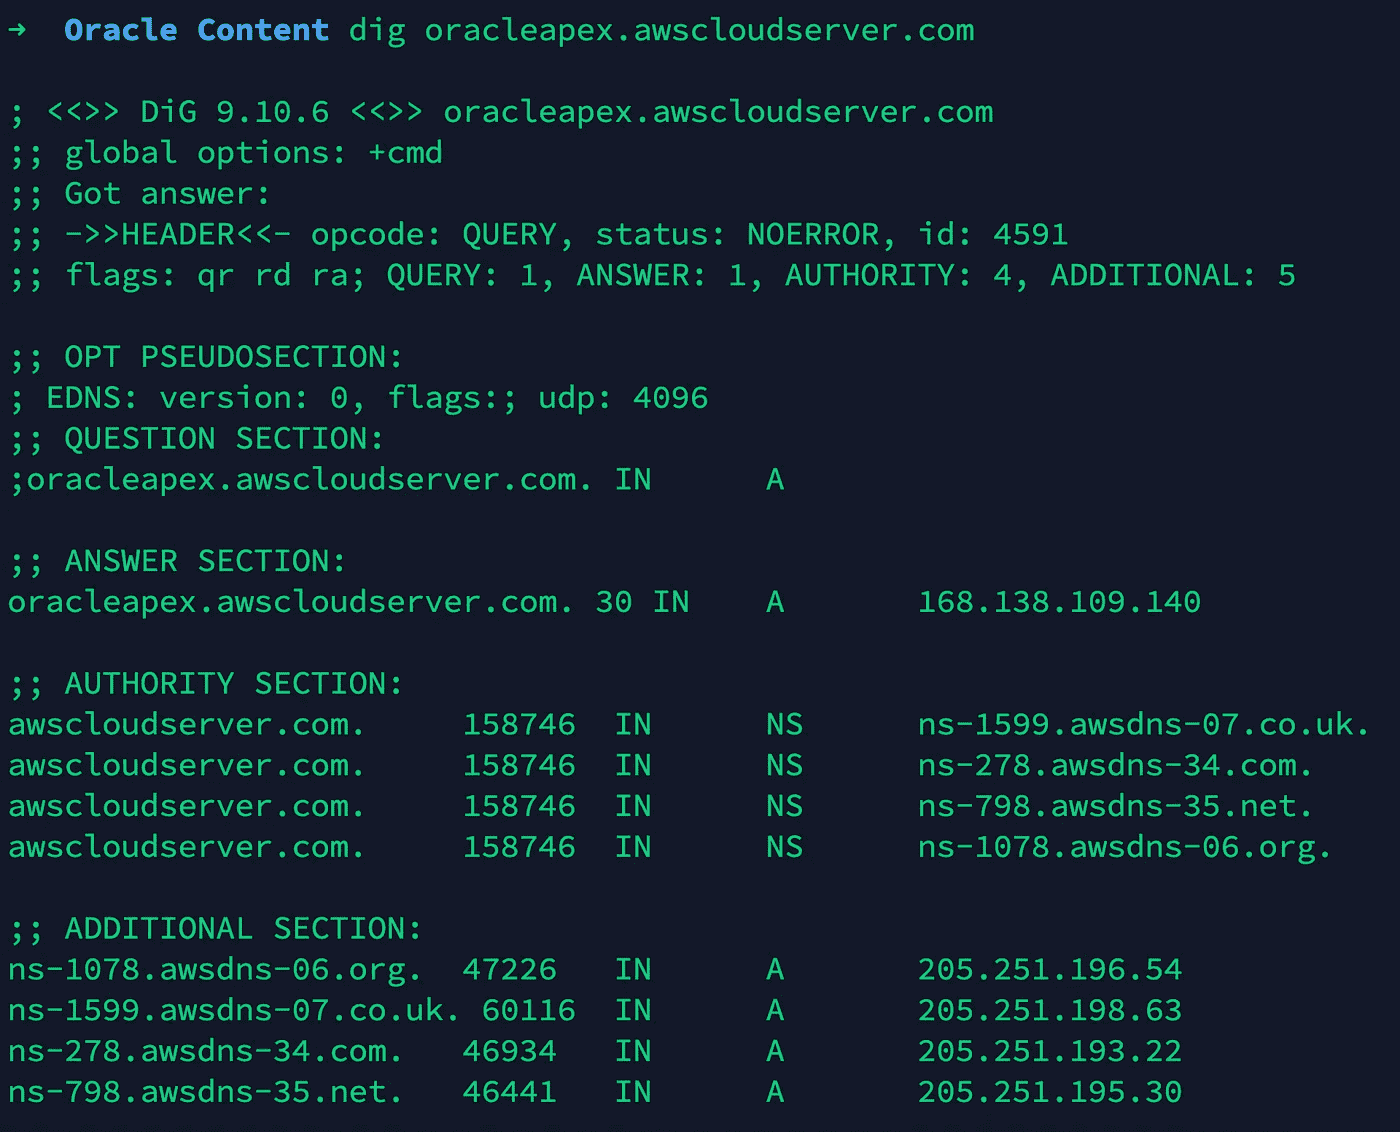 → Oracle Content dig oracleapex.awscloudserver.com
; <<>> DiG 9.10.6 <<>> oracleapex.awscloudserver.com
;; global options: +cmd
;; Got answer:
;; ->>HEADER<<- opcode: QUERY, status: NOERROR, id: 4591
;; flags: qr rd ra; QUERY: 1, ANSWER: 1, AUTHORITY: 4, ADDITIONAL: 5
;; OPT PSEUDOSECTION:
; EDNS: version: 0, flags:; udp: 4096
;; QUESTION SECTION:
;oracleapex.awscloudserver.com. IN A
;; ANSWER SECTION:
oracleapex.awscloudserver.com. 30 IN A 168.138.109.140
;; AUTHORITY SECTION:
awscloudserver.com. 158746 IN NS ns-1599.awsdns-07.co.uk.
awscloudserver.com. 158746 IN NS ns-278.awsdns-34.com.
awscloudserver.com. 158746 IN NS ns-798.awsdns-35.net.
awscloudserver.com. 158746 IN NS ns-1078.awsdns-06.org.
;; ADDITIONAL SECTION:
ns-1078.awsdns-06.org. 47226 IN A 205.251.196.54
ns-1599.awsdns-07.co.uk. 60116 IN A 205.251.198.63
ns-278.awsdns-34.com. 46934 IN A 205.251.193.22
ns-798.awsdns-35.net. 46441 IN A 205.251.195.30